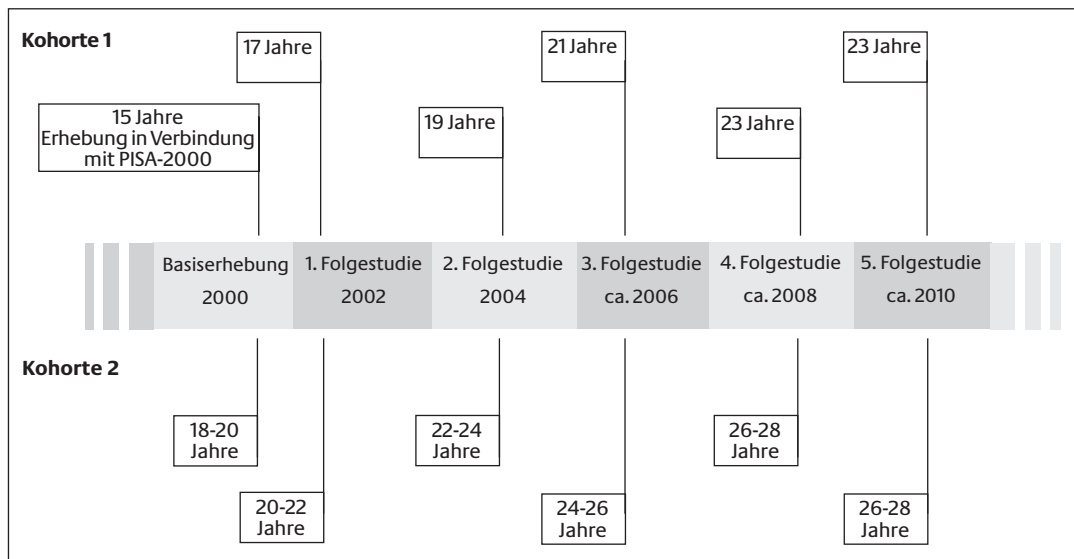 Kohorte 1
17 Jahre
21 Jahre
23 Jahre
15 Jahre
Erhebung in Verbindung
mit PISA-2000
19 Jahre
23 Jahre
Basiserhebung
2000
1. Folgestudie
2002
2. Folgestudie
2004
3. Folgestudie
ca. 2006
4. Folgestudie
ca. 2008
5. Folgestudie
ca. 2010
Kohorte 2
18-20
Jahre
22-24
Jahre
26-28
Jahre
20-22
Jahre
24-26
Jahre
26-28
Jahre